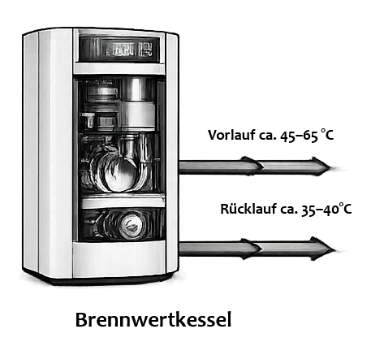 Vorlauf ca. 45–65 °C
Rücklauf ca. 35–40°C
Brennwertkessel